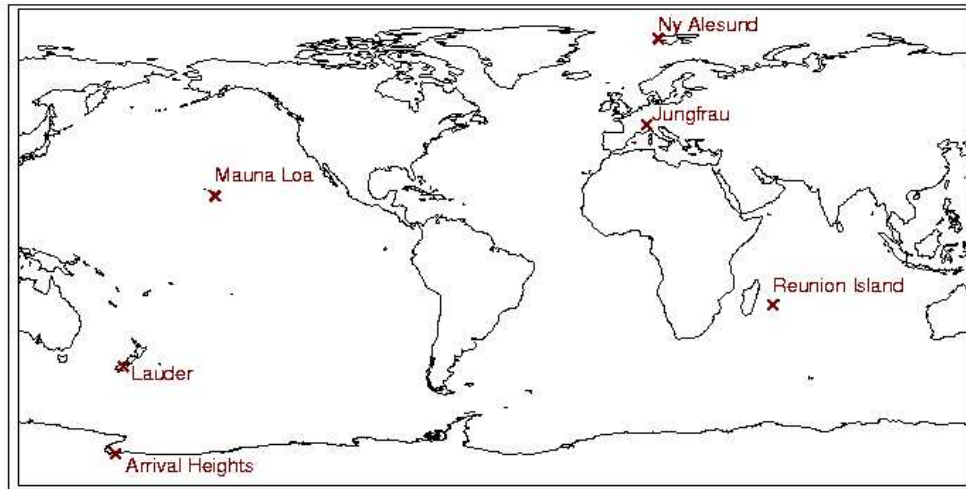 Ny Alesund
Jungfrau
Mauna Loa
Reunion Island
Lauder
Arrival Heights